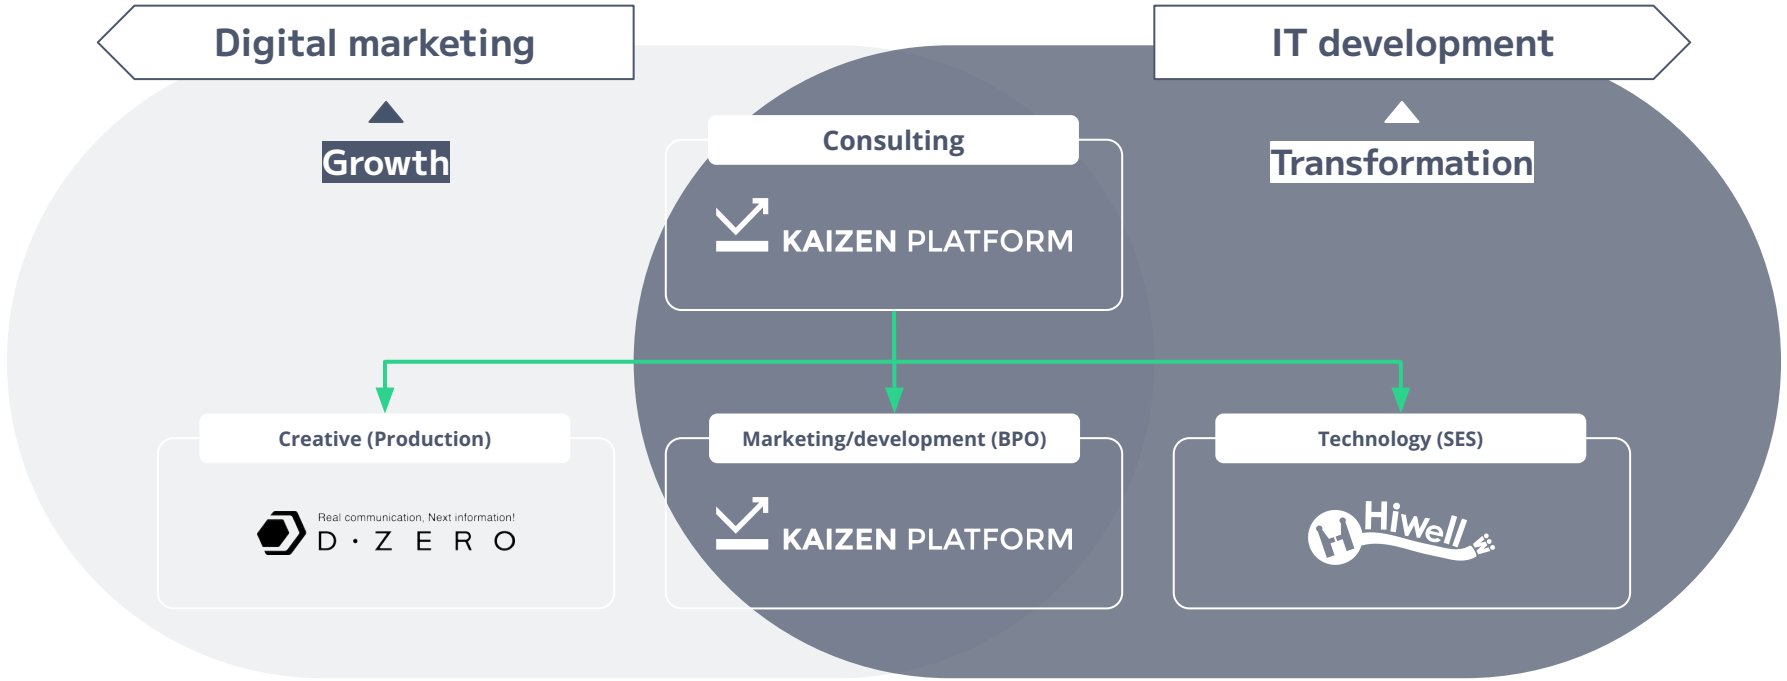 Digital marketing
IT development
Growth
Transformation
Consulting
KAIZEN PLATFORM
Creative (Production)
Real communication, Next information!
D・ZERO
Marketing/development (BPO)
KAIZEN PLATFORM
Technology (SES)
Hiwell